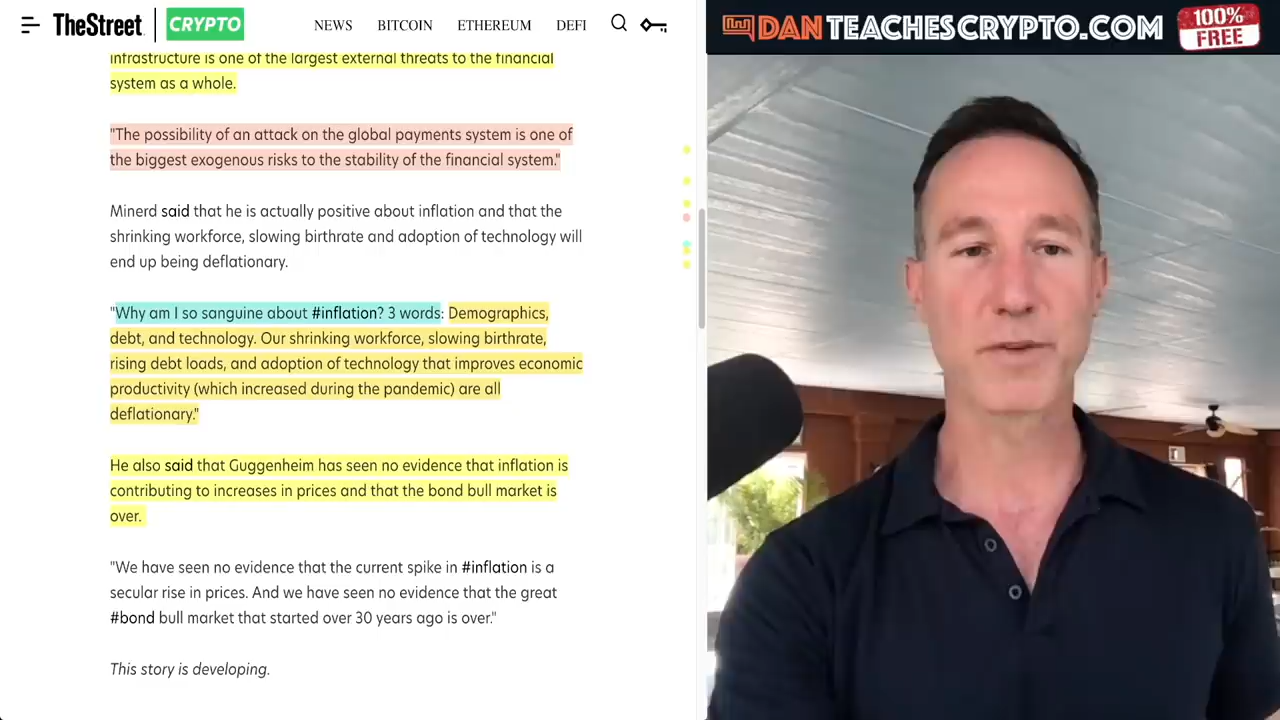 TheStreet CRYPTO NEWS BITCOIN ETHEREUM DEFI
DANTEACHESCRYPTO.COM 100% FREE
infrastructure is one of the largest external threats to the financial
system as a whole.
"The possibility of an attack on the global payments system is one of
the biggest exogenous risks to the stability of the financial system."
Minerd said that he is actually positive about inflation and that the
shrinking workforce, slowing birthrate and adoption of technology will
end up being deflationary.
"Why am I so sanguine about #inflation? 3 words: Demographics,
debt, and technology. Our shrinking workforce, slowing birthrate,
rising debt loads, and adoption of technology that improves economic
productivity (which increased during the pandemic) are all
deflationary."
He also said that Guggenheim has seen no evidence that inflation is
contributing to increases in prices and that the bond bull market is
over.
"We have seen no evidence that the current spike in #inflation is a
secular rise in prices. And we have seen no evidence that the great
#bond bull market that started over 30 years ago is over."
This story is developing.